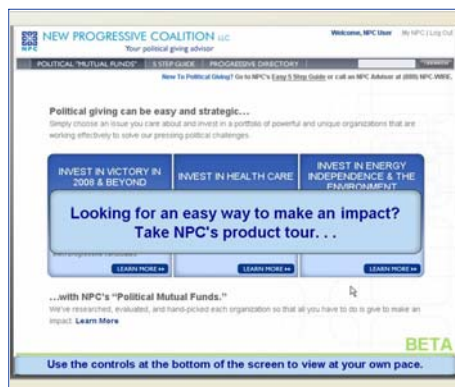 NEW PROGRESSIVE COALITION LLC
Welcome, NPC User My NPC | Log Out
NPC
Your political giving advisor
POLITICAL "MUTUAL FUNDS" 5 STEP GUIDE PROGRESSIVE DIRECTORY
New To Political Giving? Go to NPC's Easy 5 Step Guide or call an NPC Advisor at (888) NPC-WIRE.
Political giving can be easy and strategic...
Simply choose an issue you care about and invest in a portfolio of powerful and unique organizations that are
working effectively to solve our pressing political challenges
INVEST IN VICTORY IN
2008 & BEYOND
INVEST IN HEALTH CARE
INVEST IN ENERGY
INDEPENDENCE & THE
ENVIRONMENT
Looking for an easy way to make an impact?
Take NPC's product tour. . .
LEARN MORE
LEARN MORE
LEARN MORE
...with NPC's "Political Mutual Funds."
We've researched, evaluated, and hand-picked each organization so that all you have to do is give to make an
impact. Learn More
BETA
Use the controls at the bottom of the screen to view at your own pace.